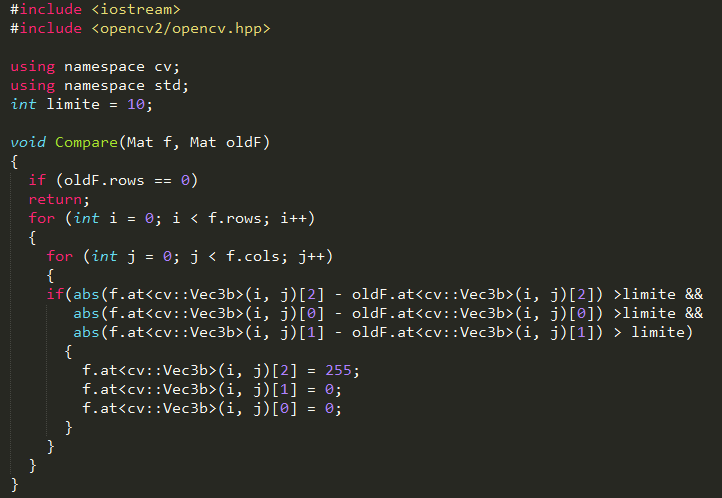 #include <iostream>
#include <opencv2/opencv.hpp>

using namespace cv;
using namespace std;
int limite = 10;

void Compare(Mat f, Mat oldF)
{
  if (oldF.rows == 0)
  return;
  for (int i = 0; i < f.rows; i++)
  {
    for (int j = 0; j < f.cols; j++)
    {
    if(abs(f.at<cv::Vec3b>(i, j)[2] - oldF.at<cv::Vec3b>(i, j)[2]) >limite &&
       abs(f.at<cv::Vec3b>(i, j)[0] - oldF.at<cv::Vec3b>(i, j)[0]) >limite &&
       abs(f.at<cv::Vec3b>(i, j)[1] - oldF.at<cv::Vec3b>(i, j)[1]) > limite)
      {
        f.at<cv::Vec3b>(i, j)[2] = 255;
        f.at<cv::Vec3b>(i, j)[1] = 0;
        f.at<cv::Vec3b>(i, j)[0] = 0;
      }
    }
  }
}